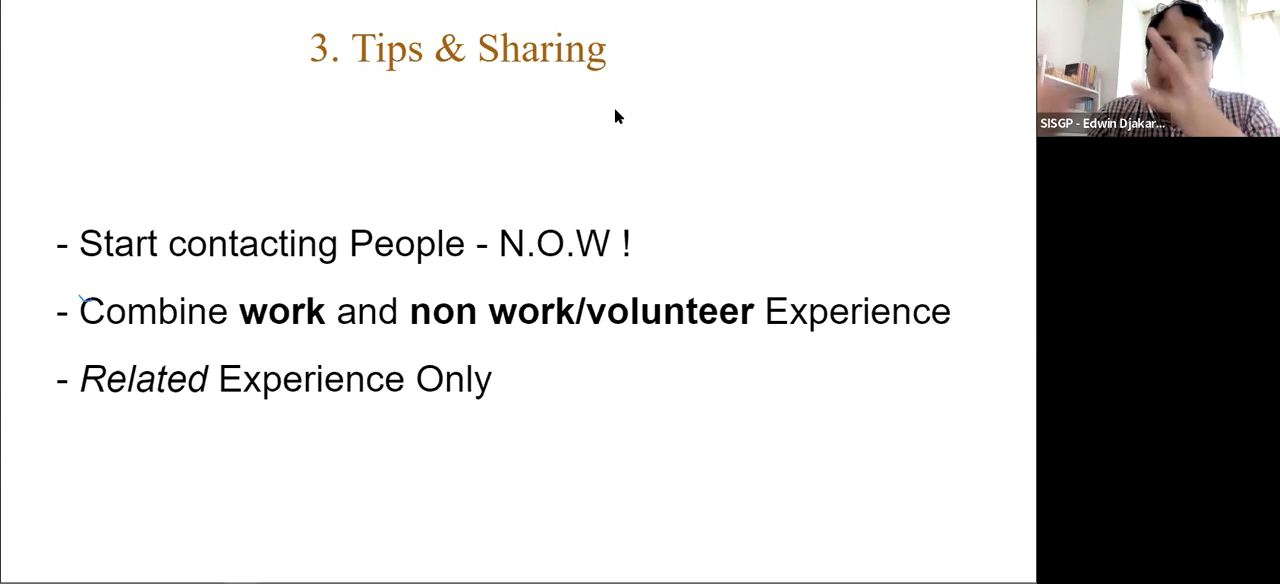 3. Tips & Sharing
- Start contacting People - N.O.W !
- Combine work and non work/volunteer Experience
- Related Experience Only
SISGP - Edwin Djakar...